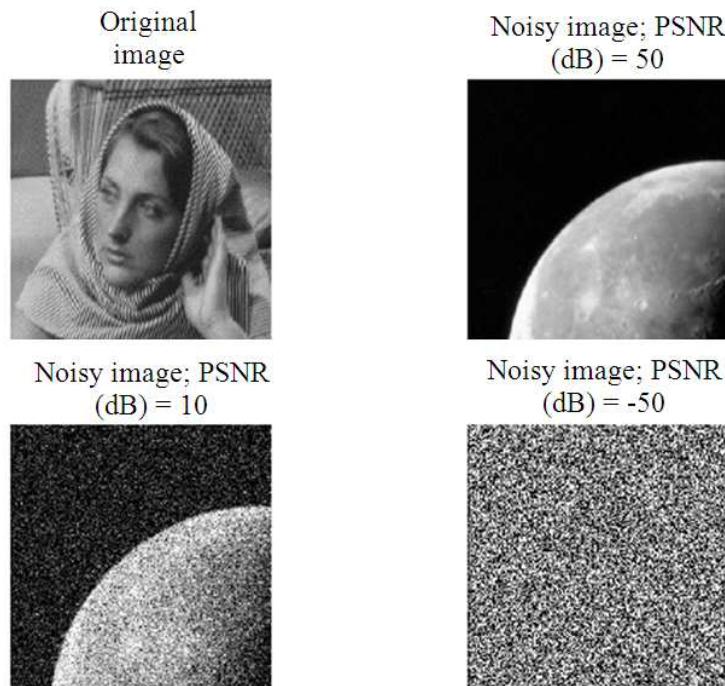 Original
image
Noisy image; PSNR
(dB) = 50
Noisy image; PSNR
(dB) = 10
Noisy image; PSNR
(dB) = -50